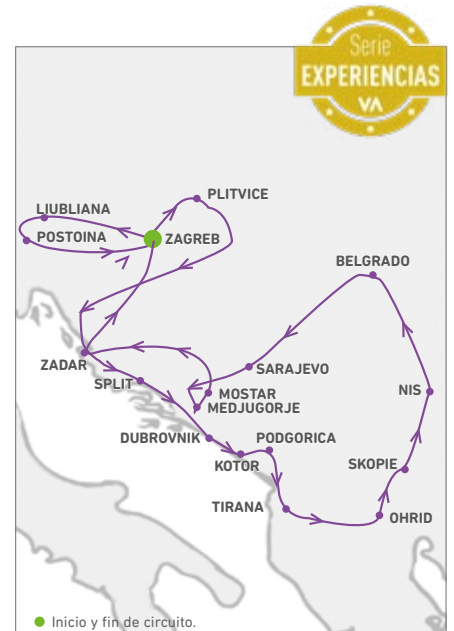 Serie
EXPERIENCIAS
VA
PLITVICE
LIUBLIANA
POSTOINA
ZAGREB
BELGRADO
ZADAR
SARAJEVO
SPLIT
MOSTAR
NIS
MEDJUGORJE
DUBROVNIK
PODGORICA
KOTOR
SKOPIE
TIRANA
OHRID
Inicio y fin de circuito.